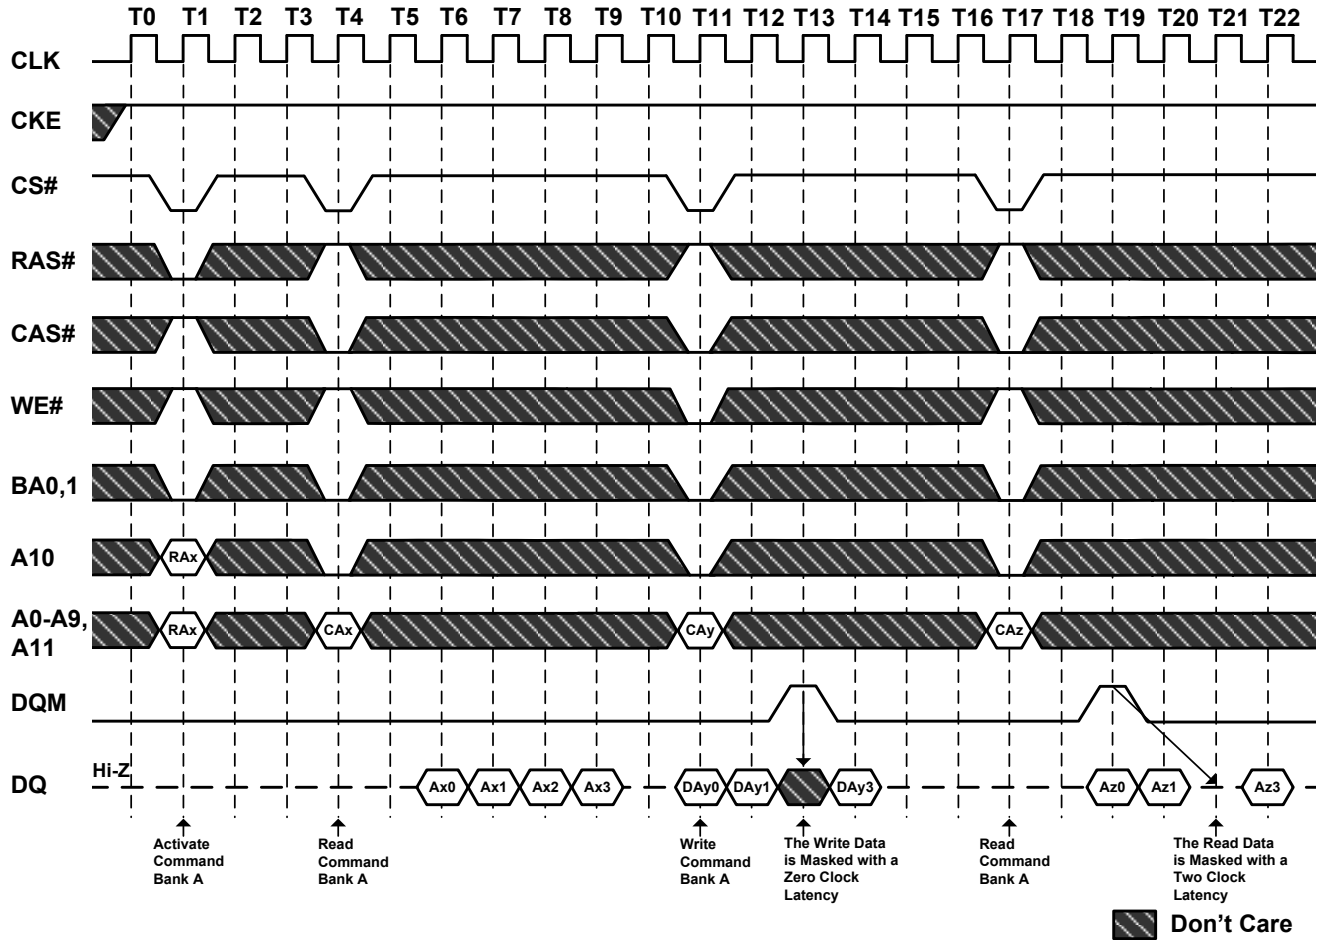 T0 T1 T2 T3 T4 T5 T6 T7 T8 T9 T10 T11 T12 T13 T14 T15 T16 T17 T18 T19 T20 T21 T22
CLK
CKE
CS#
RAS#
CAS#
WE#
BA0,1
A10 RAx
A0-A9,
A11
RAx CAx CAy CAz
DQM
Hi-Z
DQ Ax0 Ax1 Ax2 Ax3 DAy0 DAy1 DAy3 Az0 Az1 Az3
Activate
Command
Bank A
Read
Command
Bank A
Write
Command
Bank A
The Write Data
is Masked with a
Zero Clock
Latency
Read
Command
Bank A
The Read Data
is Masked with a
Two Clock
Latency
Don't Care